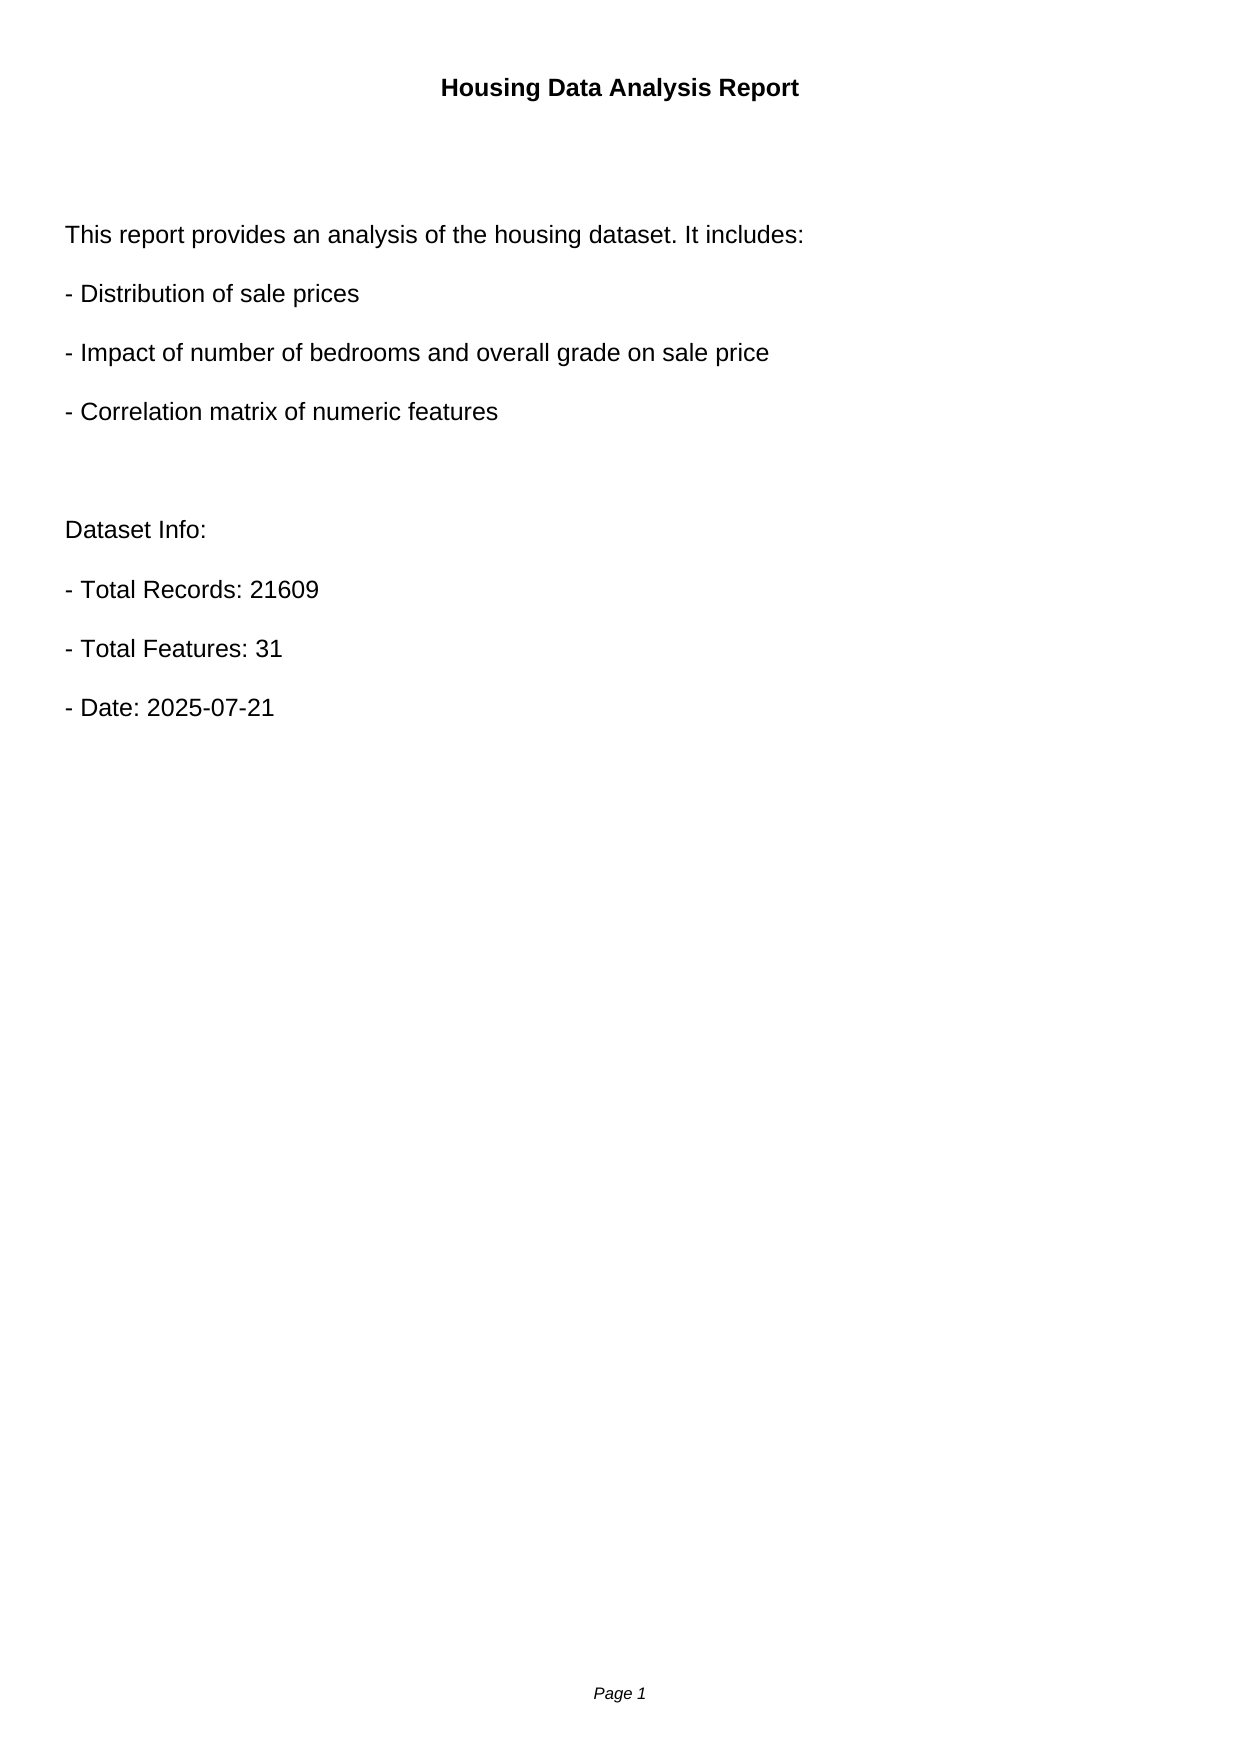 Housing Data Analysis Report
This report provides an analysis of the housing dataset. It includes:
- Distribution of sale prices
- Impact of number of bedrooms and overall grade on sale price
- Correlation matrix of numeric features
Dataset Info:
- Total Records: 21609
- Total Features: 31
- Date: 2025-07-21
Page 1